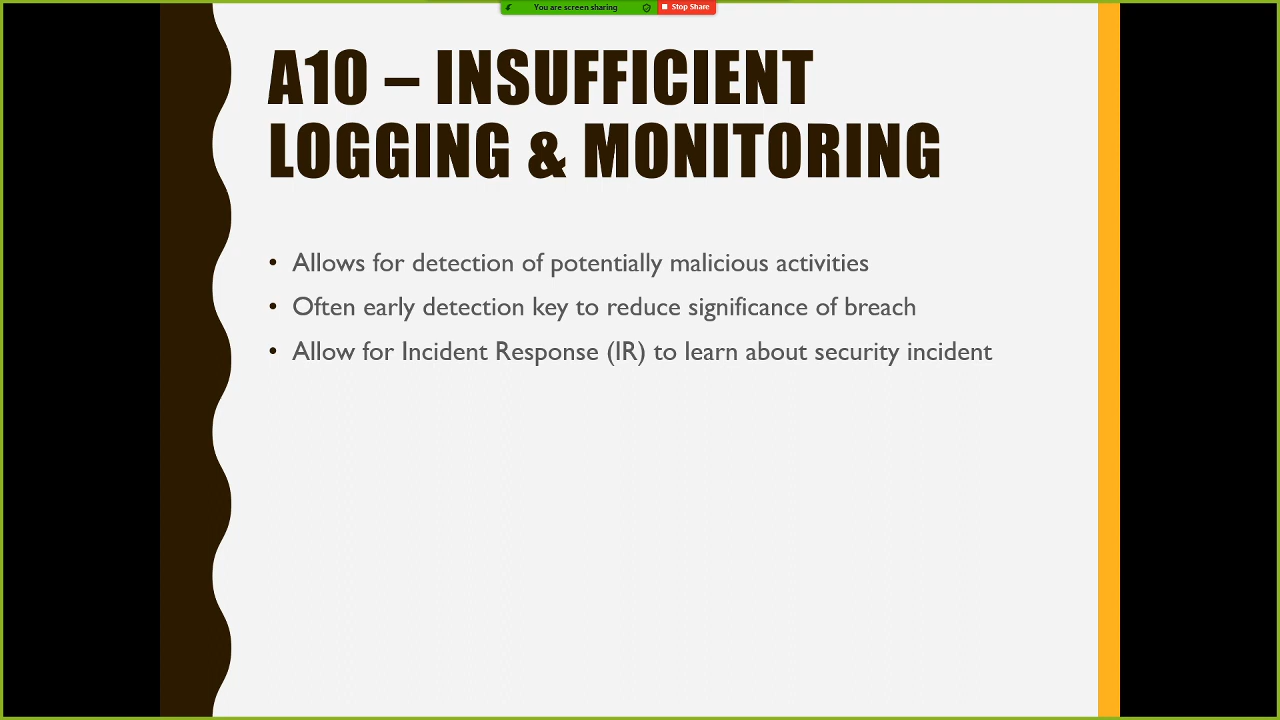 You are screen sharing
Stop Share
A10 – INSUFFICIENT
LOGGING & MONITORING
• Allows for detection of potentially malicious activities
• Often early detection key to reduce significance of breach
• Allow for Incident Response (IR) to learn about security incident